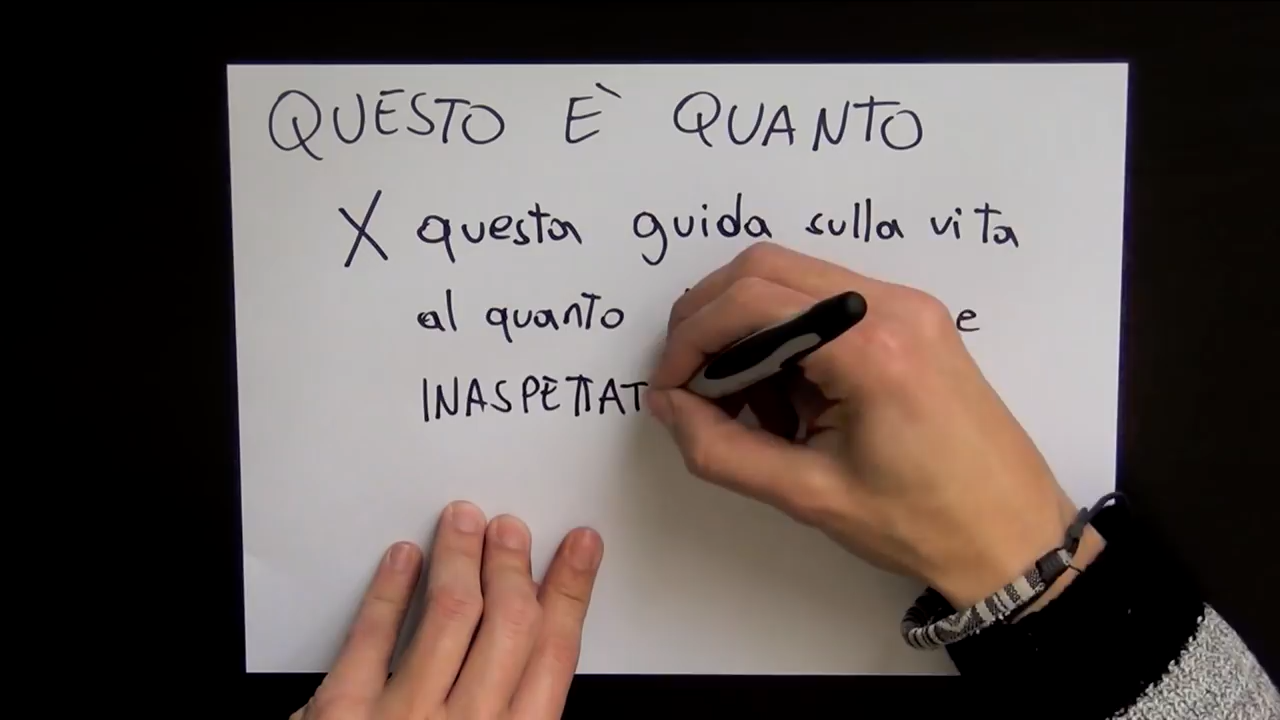 QUESTO È QUANTO
X questa guida sulla vita
al quanto e
INASPETTAT